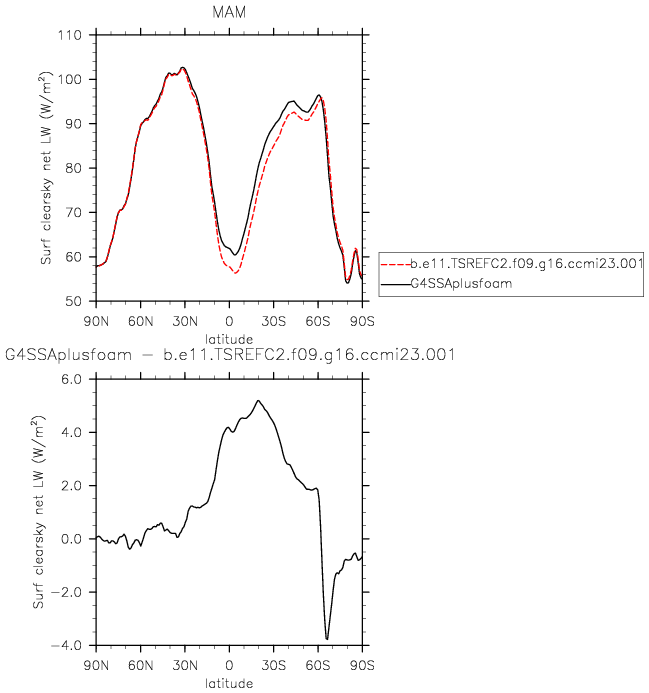 MAM
110
100
90
80
70
60
50
Surf clearsky net LW (W/m²)
90N 60N 30N 0 30S 60S 90S
latitude
b.e11.TSREFC2.f09.g16.ccmi23.001
G4SSAplusfoam
G4SSAplusfoam − b.e11.TSREFC2.f09.g16.ccmi23.001
6.0
4.0
2.0
0.0
−2.0
−4.0
Surf clearsky net LW (W/m²)
90N 60N 30N 0 30S 60S 90S
latitude